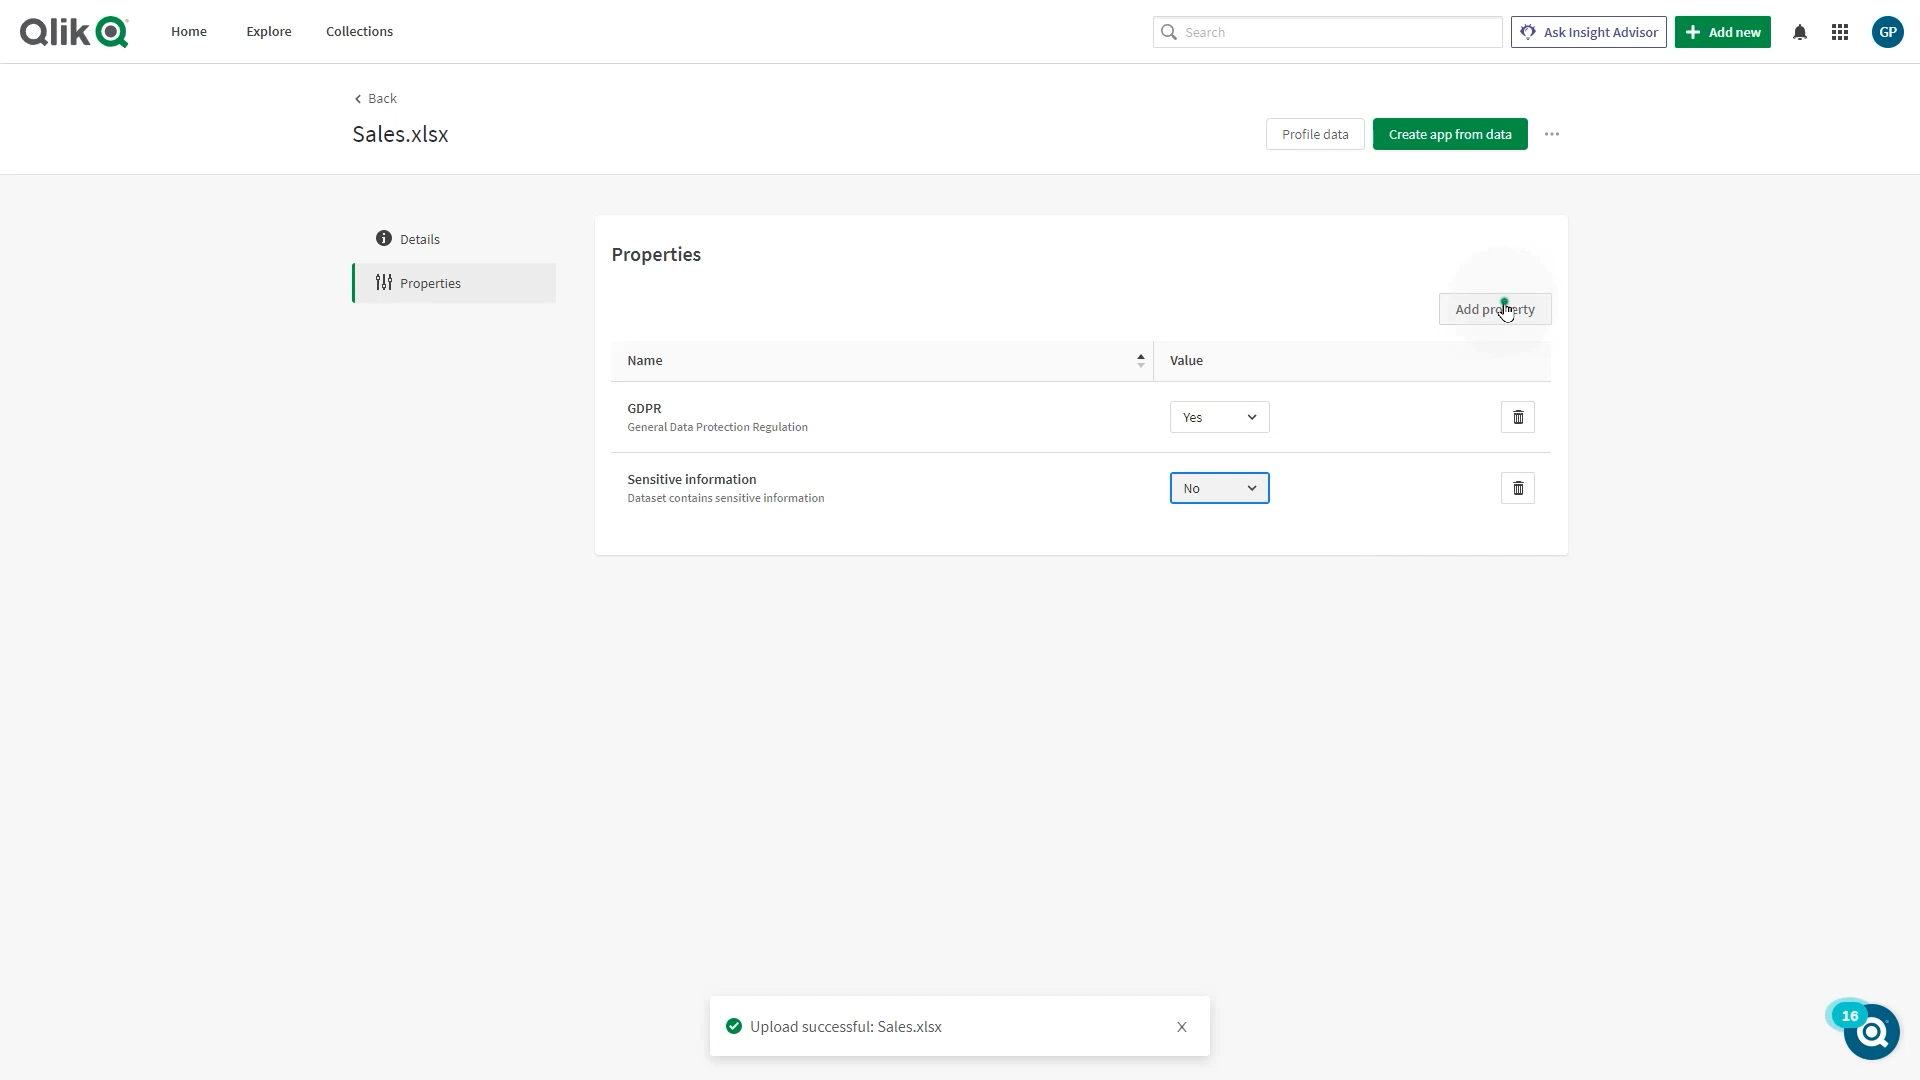 Qlik
Home
Explore
Collections
Search
Ask Insight Advisor
Add new
GP
Back
Sales.xlsx
Profile data
Create app from data
Details
Properties
Properties
Add property
Name
Value
GDPR
General Data Protection Regulation
Yes
Sensitive information
Dataset contains sensitive information
No
Upload successful: Sales.xlsx
X
16